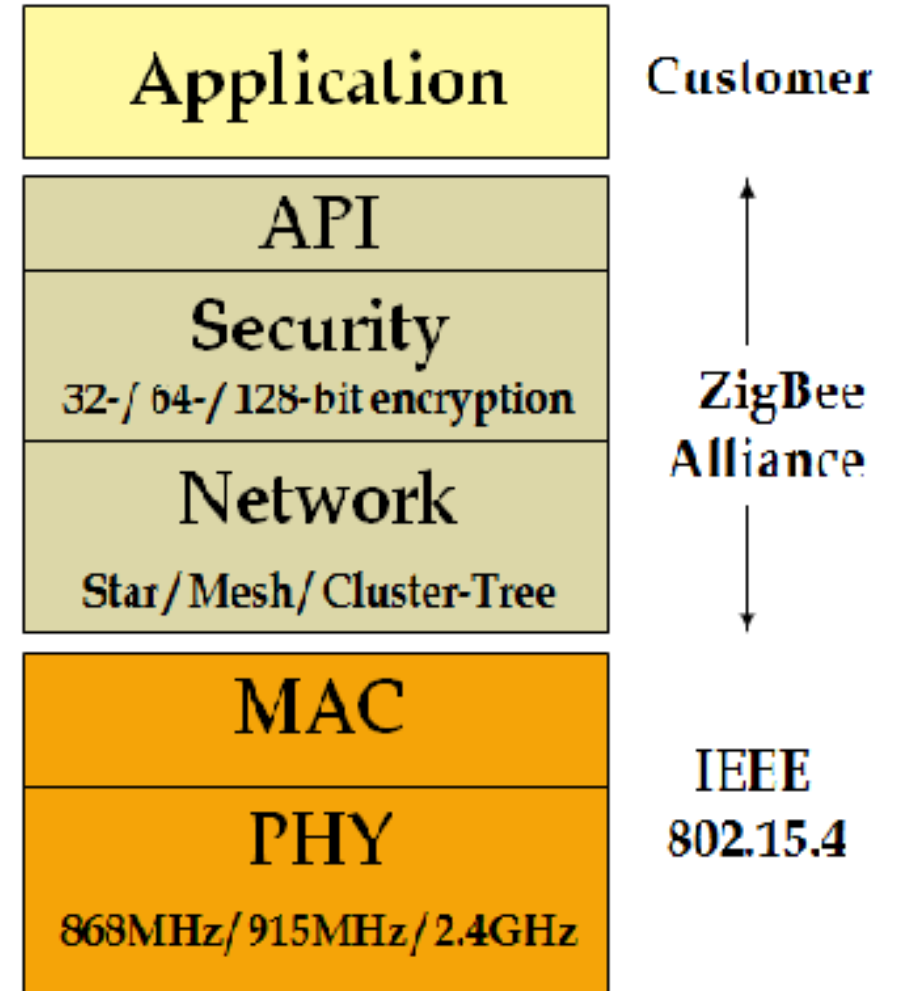 Application
Customer
API
Security
32-/ 64-/ 128-bit encryption
ZigBee
Alliance
Network
Star/Mesh/Cluster-Tree
MAC
IEEE
802.15.4
PHY
868MHz/915MHz/2.4GHz